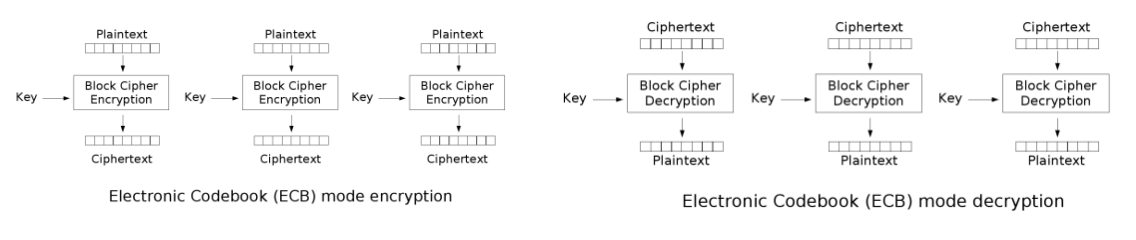 Plaintext
Plaintext
Plaintext
Key
Block Cipher
Encryption
Key
Block Cipher
Encryption
Key
Block Cipher
Encryption
Ciphertext
Ciphertext
Ciphertext
Electronic Codebook (ECB) mode encryption
Ciphertext
Ciphertext
Ciphertext
Key
Block Cipher
Decryption
Key
Block Cipher
Decryption
Key
Block Cipher
Decryption
Plaintext
Plaintext
Plaintext
Electronic Codebook (ECB) mode decryption